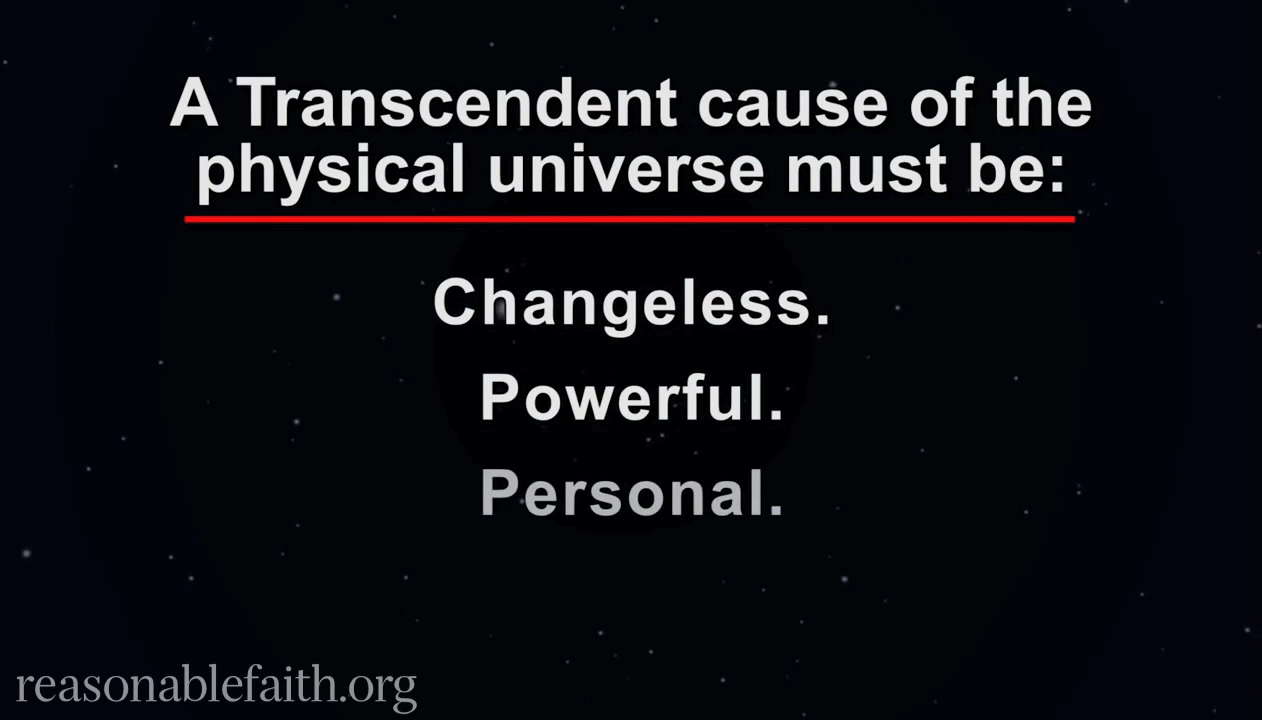 A Transcendent cause of the
physical universe must be:
Changeless.
Powerful.
Personal.
reasonablefaith.org